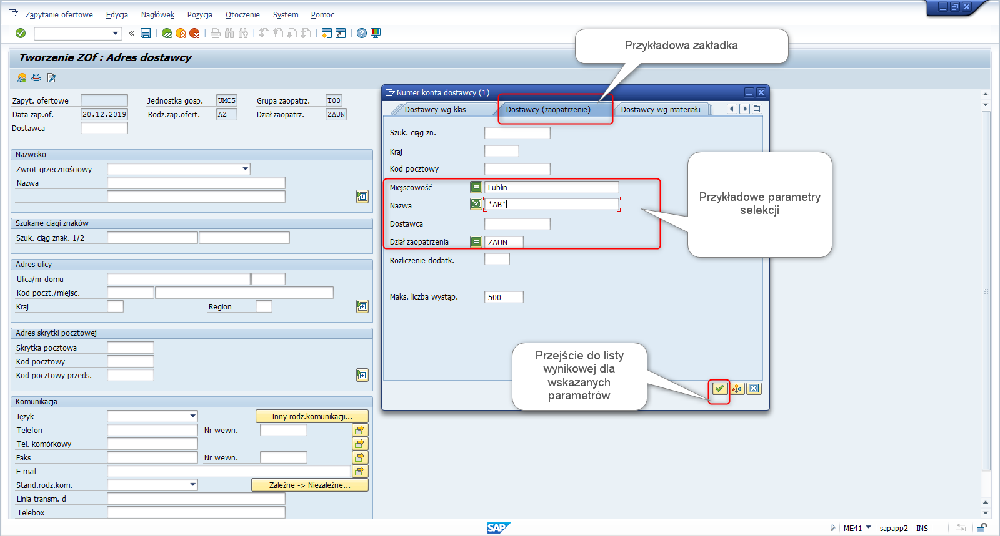 Zapytanie ofertowe Edycja Nagłówek Pozycja Otoczenie System Pomoc
Tworzenie ZOf : Adres dostawcy
Przykładowa zakładka
Zapyt. ofertowe Jednostka gosp. UMCS Grupa zaopatrz. T00
Data zap.of. 20.12.2019 Rodz.zap.ofert. AZ Dział zaopatrz. ZAUN
Dostawca
Nazwisko
Zwrot grzecznościowy
Nazwa
Szukane ciągi znaków
Szuk. ciąg znak. 1/2
Adres ulicy
Ulica/nr domu
Kod poczt./miejsc.
Kraj Region
Adres skrytki pocztowej
Skrytka pocztowa
Kod pocztowy
Kod pocztowy przeds.
Komunikacja
Język Inny rodz.komunikacji...
Telefon Nr wewn.
Tel. komórkowy
Faks Nr wewn.
E-mail
Stand.rodz.kom. Zależne -> Niezależne...
Linia transm. d
Telebox
Numer konta dostawcy (1)
Dostawcy wg klas Dostawcy (zaopatrzenie) Dostawcy wg materiału
Szuk. ciąg zn.
Kraj
Kod pocztowy
Miejscowość Lublin
Nazwa *AB*
Dostawca
Dział zaopatrzenia ZAUN
Rozliczenie dodatk.
Maks. liczba wystąp. 500
Przykładowe parametry
selekcji
Przejście do listy
wynikowej dla
wskazanych
parametrów
SAP
ME41 sapapp2 INS